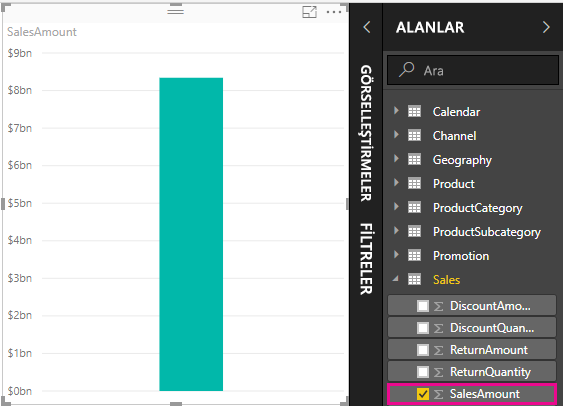 SalesAmount
$9bn
$8bn
$7bn
$6bn
$5bn
$4bn
$3bn
$2bn
$1bn
$0bn
GÖRSELLEŞTİRMELER
FİLTRELER
ALANLAR
Ara
Calendar
Channel
Geography
Product
ProductCategory
ProductSubcategory
Promotion
Sales
DiscountAmo...
DiscountQuan...
ReturnAmount
ReturnQuantity
SalesAmount